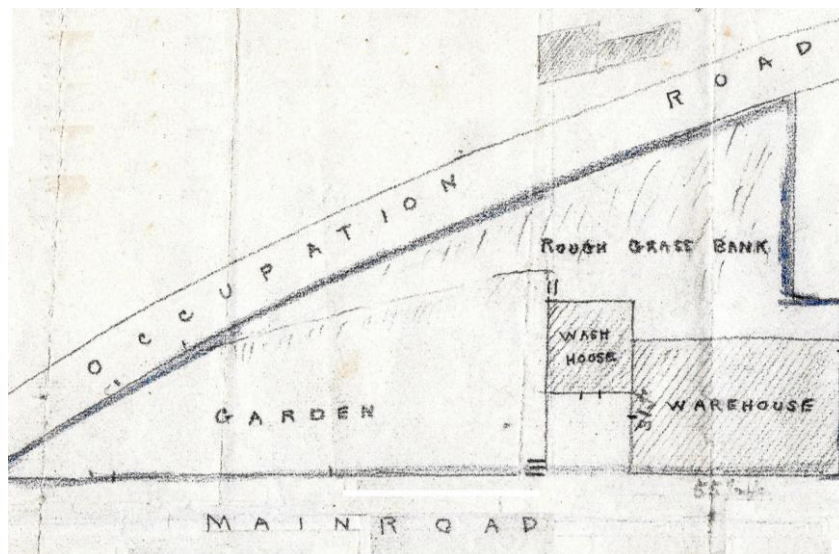 OCCUPATION ROAD
ROUGH GRASS BANK
WASH
HOUSE
WAREHOUSE
GARDEN
MAIN ROAD